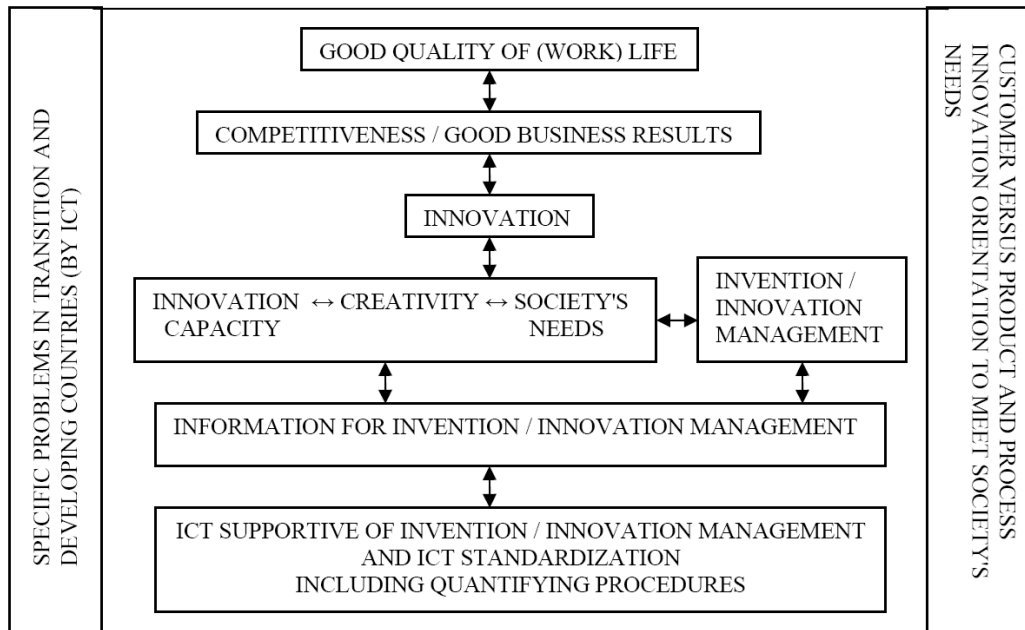 SPECIFIC PROBLEMS IN TRANSITION AND
DEVELOPING COUNTRIES (BY ICT)
GOOD QUALITY OF (WORK) LIFE
COMPETITIVENESS / GOOD BUSINESS RESULTS
INNOVATION
INNOVATION ↔ CREATIVITY ↔ SOCIETY'S
CAPACITY NEEDS
INVENTION /
INNOVATION
MANAGEMENT
INFORMATION FOR INVENTION / INNOVATION MANAGEMENT
ICT SUPPORTIVE OF INVENTION / INNOVATION MANAGEMENT
AND ICT STANDARDIZATION
INCLUDING QUANTIFYING PROCEDURES
CUSTOMER VERSUS PRODUCT AND PROCESS
INNOVATION ORIENTATION TO MEET SOCIETY'S
NEEDS